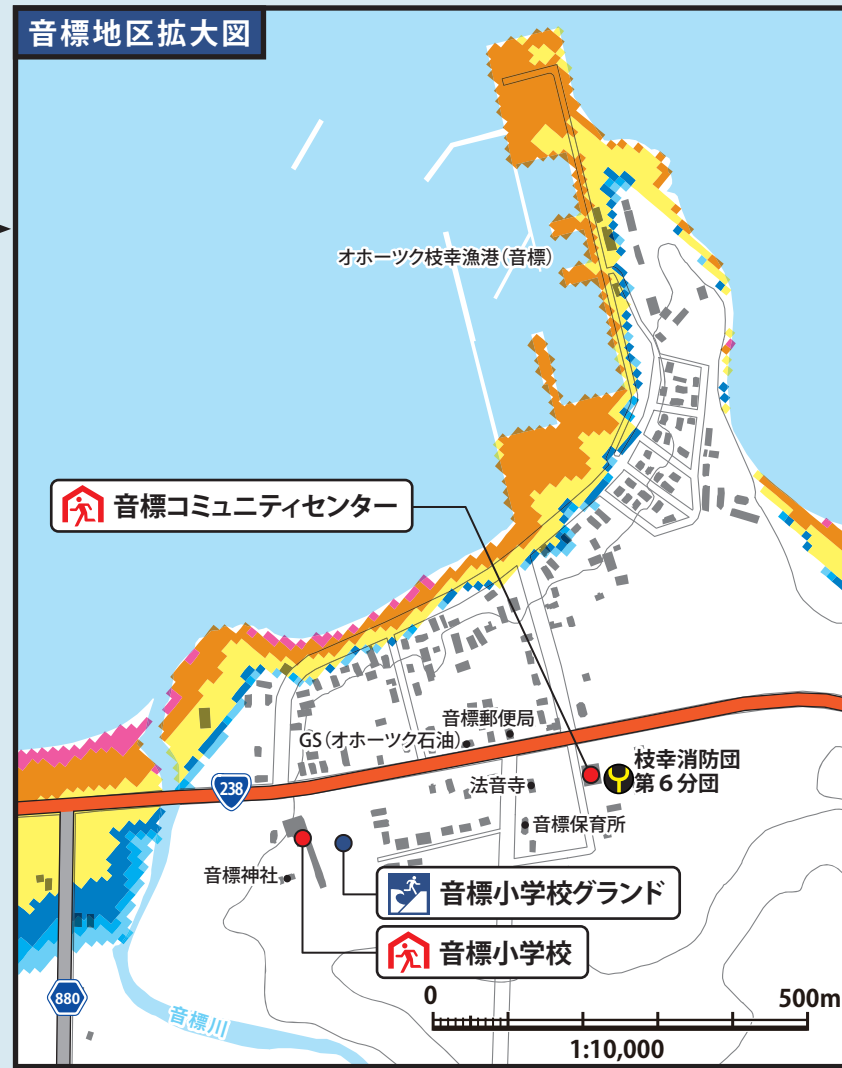 音標地区拡大図
オホーツク枝幸漁港(音標)
音標コミュニティセンター
音標郵便局
GS(オホーツク石油)
枝幸消防団
第6分団
238
法音寺
音標保育所
音標神社
音標小学校グランド
音標小学校
880
音標川
0 500m
1:10,000